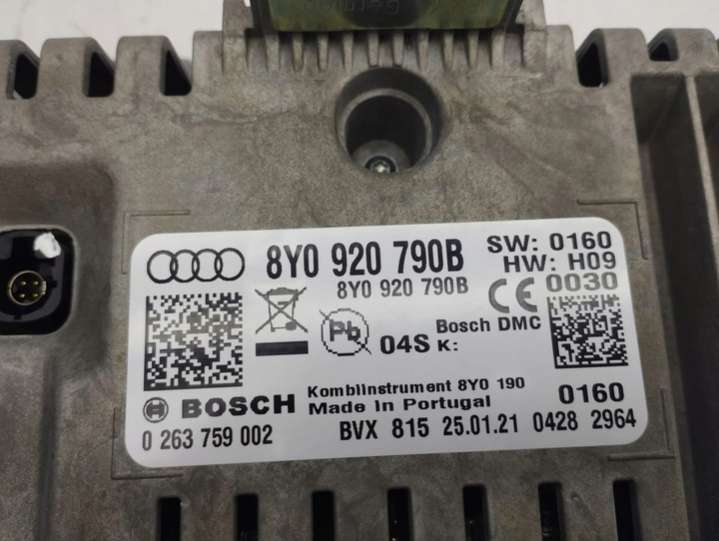 8Y0 920 790B
SW: 0160
HW: H09
8Y0 920 790B
CE
0030
Pb
04S
K:
Bosch DMC
Kombiinstrument 8Y0 190
BOSCH
Made in Portugal
0160
0 263 759 002
BVX 815 25.01.21 0428 2964